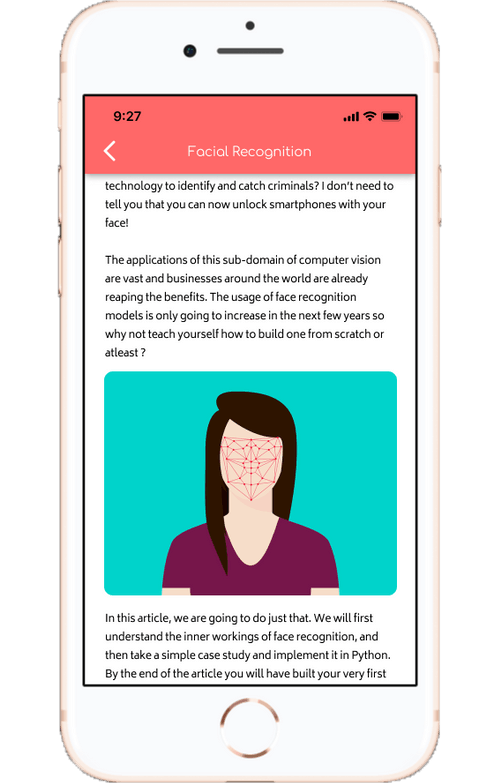 9:27
Facial Recognition
technology to identify and catch criminals? I don't need to
tell you that you can now unlock smartphones with your
face!
The applications of this sub-domain of computer vision
are vast and businesses around the world are already
reaping the benefits. The usage of face recognition
models is only going to increase in the next few years so
why not teach yourself how to build one from scratch or
atleast ?
In this article, we are going to do just that. We will first
understand the inner workings of face recognition, and
then take a simple case study and implement it in Python.
By the end of the article you will have built your very first